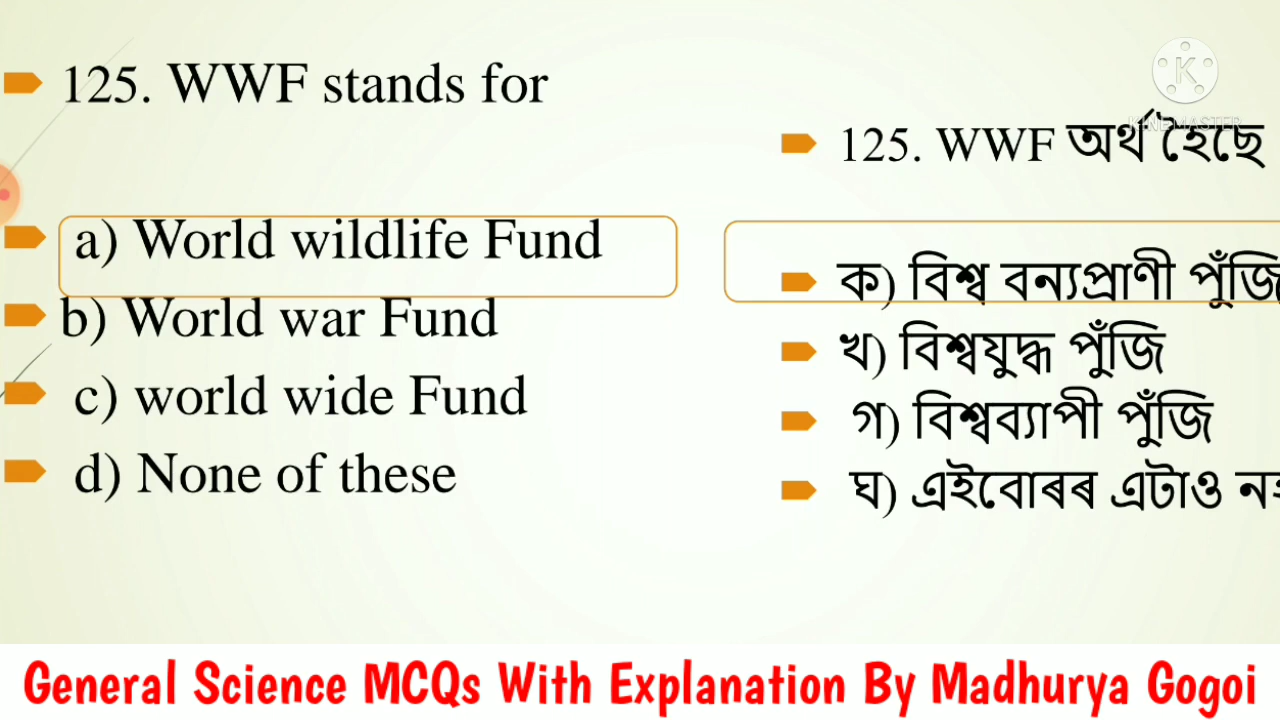 125. WWF stands for
a) World wildlife Fund
b) World war Fund
c) world wide Fund
d) None of these
KINEMASTER
125. WWF অৰ্থ হৈছে
ক) বিশ্ব বন্যপ্ৰাণী পুঁজি
খ) বিশ্বযুদ্ধ পুঁজি
গ) বিশ্বব্যাপী পুঁজি
ঘ) এইবোৰৰ এটাও
General Science MCQs With Explanation By Madhurya Gogoi